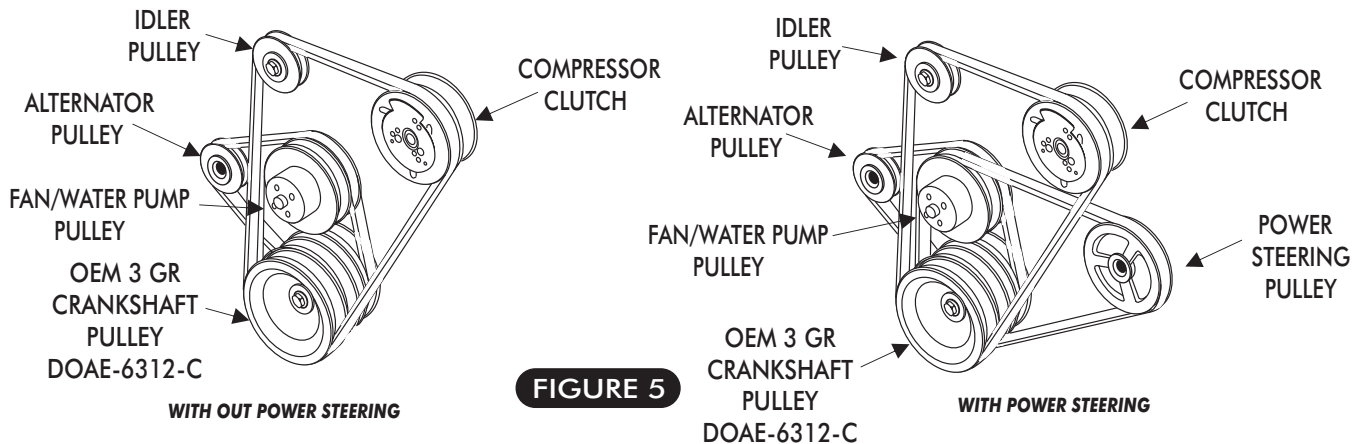 IDLER
PULLEY
ALTERNATOR
PULLEY
COMPRESSOR
CLUTCH
FAN/WATER PUMP
PULLEY
OEM 3 GR
CRANKSHAFT
PULLEY
DOAE-6312-C
WITH OUT POWER STEERING
FIGURE 5
IDLER
PULLEY
COMPRESSOR
CLUTCH
ALTERNATOR
PULLEY
FAN/WATER PUMP
PULLEY
POWER
STEERING
PULLEY
OEM 3 GR
CRANKSHAFT
PULLEY
DOAE-6312-C
WITH POWER STEERING